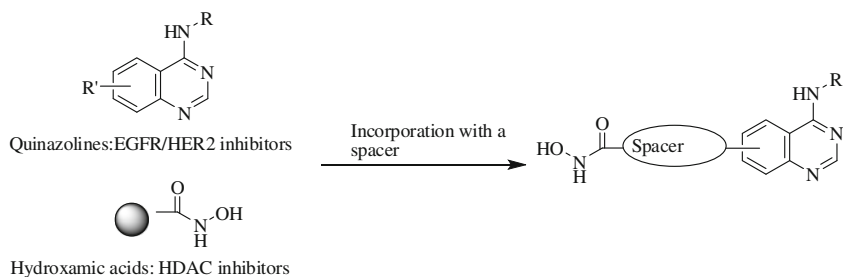 HN
R
R'
N
N
Quinazolines:EGFR/HER2 inhibitors
Incorporation with a
spacer
O
OH
N
H
Hydroxamic acids: HDAC inhibitors
O
HO
N
H
Spacer
HN
R
N
N